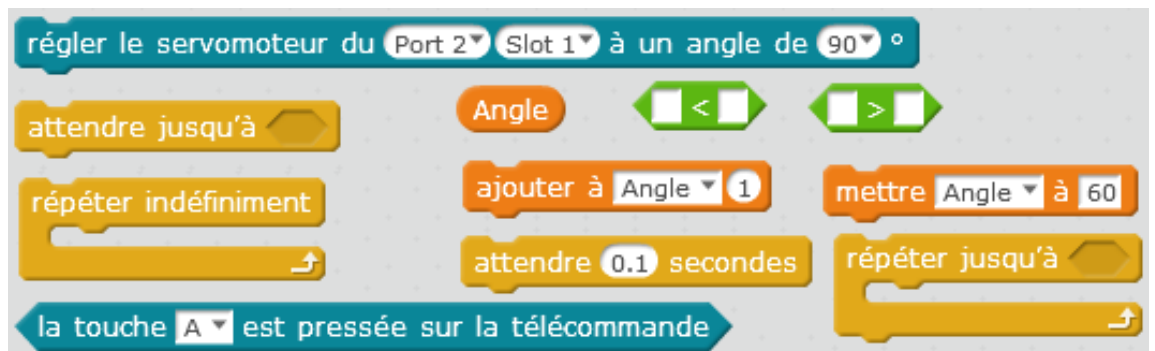 régler le servomoteur du Port 2 Slot 1 à un angle de 90 °
attendre jusqu'à
Angle
<
>
répéter indéfiniment
ajouter à Angle 1
mettre Angle à 60
attendre 0.1 secondes
répéter jusqu'à
la touche A est pressée sur la télécommande